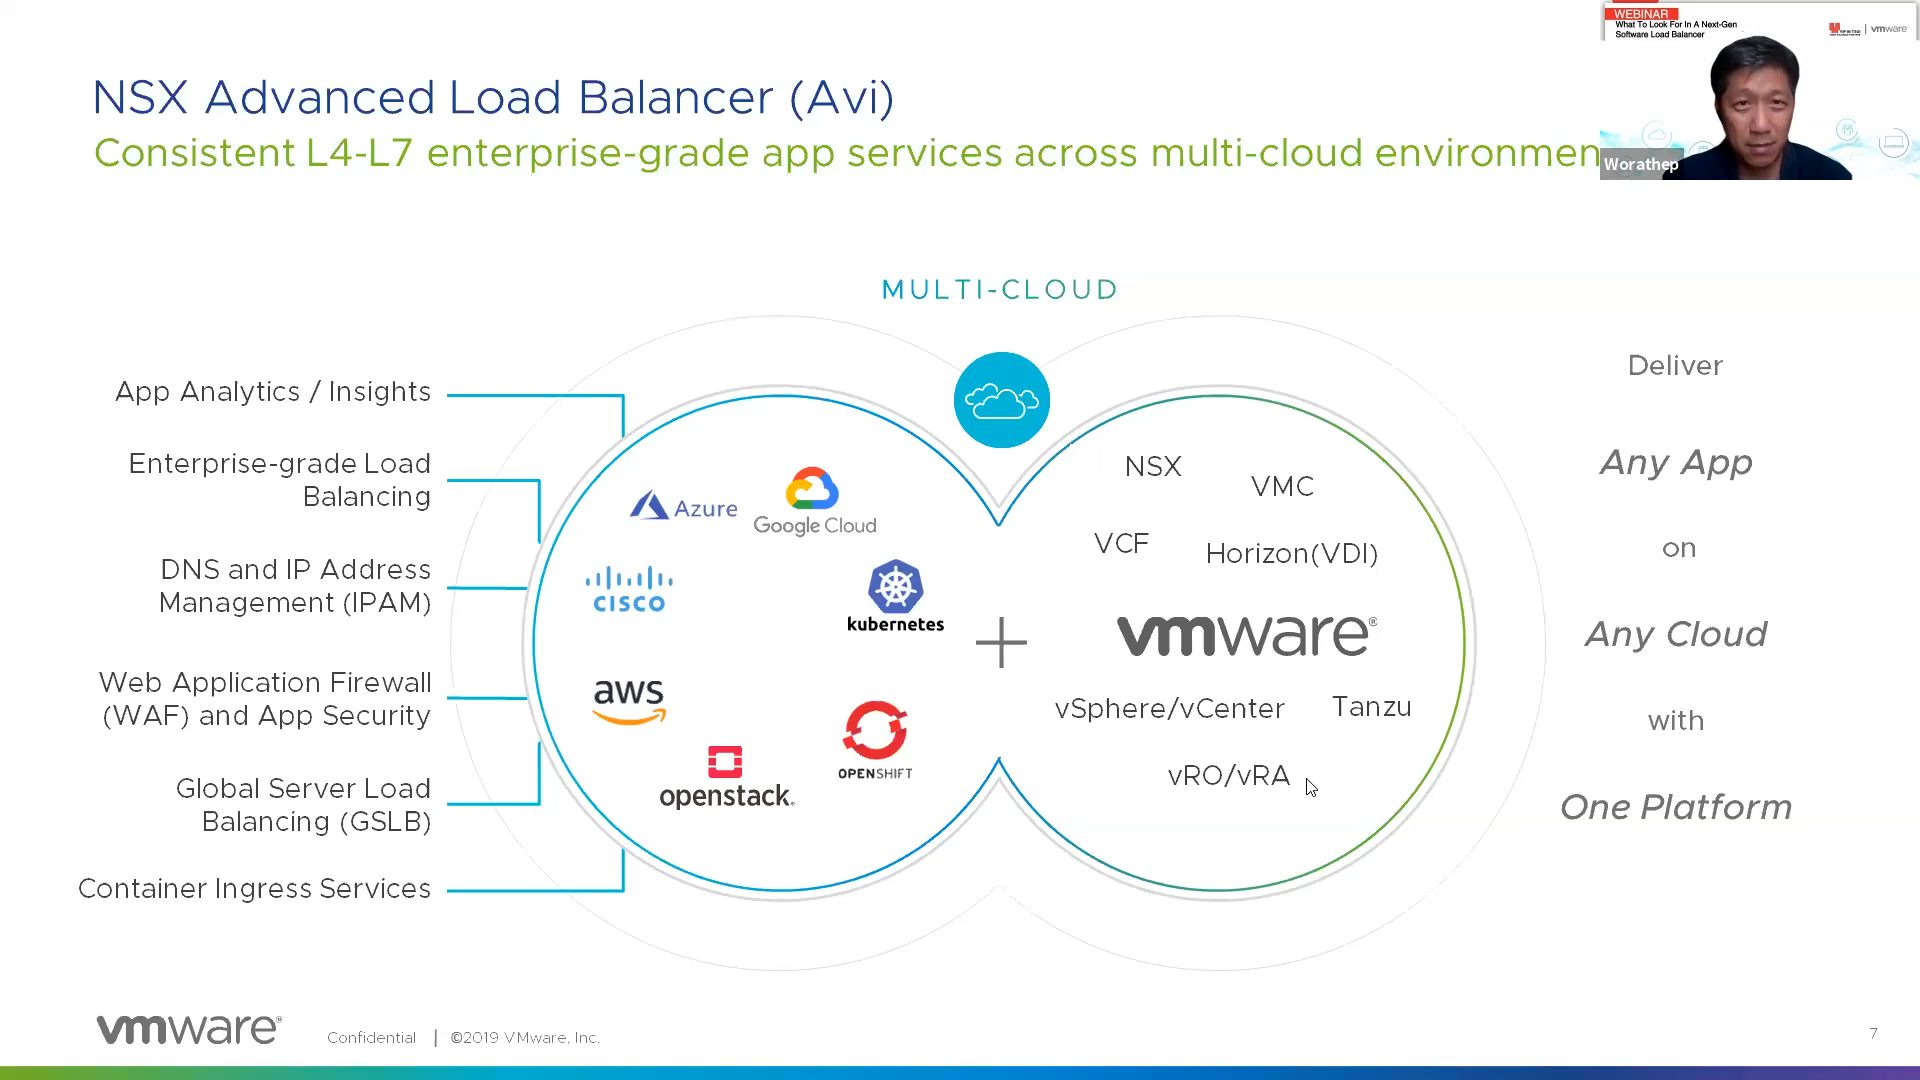 WEBINAR
What To Look For In A Next-Gen
Software Load Balancer
vmware
Worathep
NSX Advanced Load Balancer (Avi)
Consistent L4-L7 enterprise-grade app services across multi-cloud environmen
MULTI-CLOUD
App Analytics / Insights
Enterprise-grade Load
Balancing
DNS and IP Address
Management (IPAM)
Web Application Firewall
(WAF) and App Security
Global Server Load
Balancing (GSLB)
Container Ingress Services
Azure
Google Cloud
CISCO
kubernetes
aws
OPENSHIFT
openstack.
NSX
VMC
VCF
Horizon(VDI)
vmware®
vSphere/vCenter
Tanzu
vRO/vRA
Deliver
Any App
on
Any Cloud
with
One Platform
vmware®
Confidential | ©2019 VMware, Inc.
7